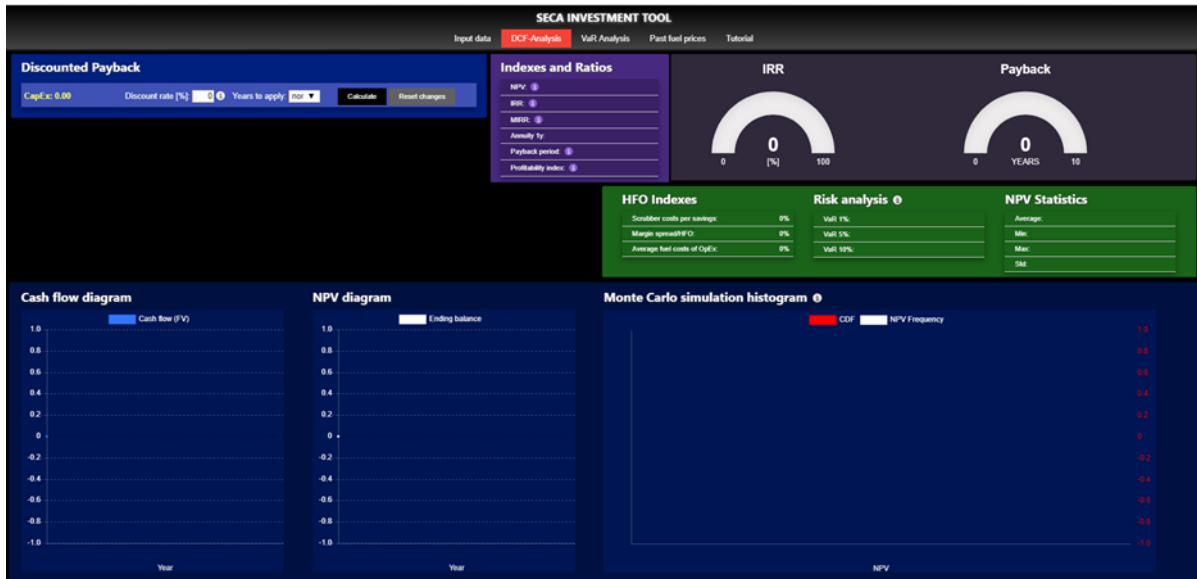 SECA INVESTMENT TOOL
Input data DCF-Analysis VaR Analysis Past fuel prices Tutorial
Discounted Payback
CapEx: 0.00 Discount rate [%]: 0 Years to apply: nor Calculate Reset changes
Indexes and Ratios
NPV:
IRR:
MIRR:
Annuity 1y:
Payback period:
Profitability index:
IRR
0
0 [%] 100
Payback
0
0 YEARS 10
HFO Indexes
Scrubber costs per savings: 0%
Margin spread/HFO: 0%
Average fuel costs of OpEx: 0%
Risk analysis
VaR 1%:
VaR 5%:
VaR 10%:
NPV Statistics
Average:
Min:
Max:
Std:
Cash flow diagram
Cash flow (FV)
1.0
0.8
0.6
0.4
0.2
0
-0.2
-0.4
-0.6
-0.8
-1.0
Year
NPV diagram
Ending balance
1.0
0.8
0.6
0.4
0.2
0
-0.2
-0.4
-0.6
-0.8
-1.0
Year
Monte Carlo simulation histogram
CDF NPV Frequency
1.0
0.8
0.6
0.4
0.2
0
-0.2
-0.4
-0.6
-0.8
-1.0
NPV